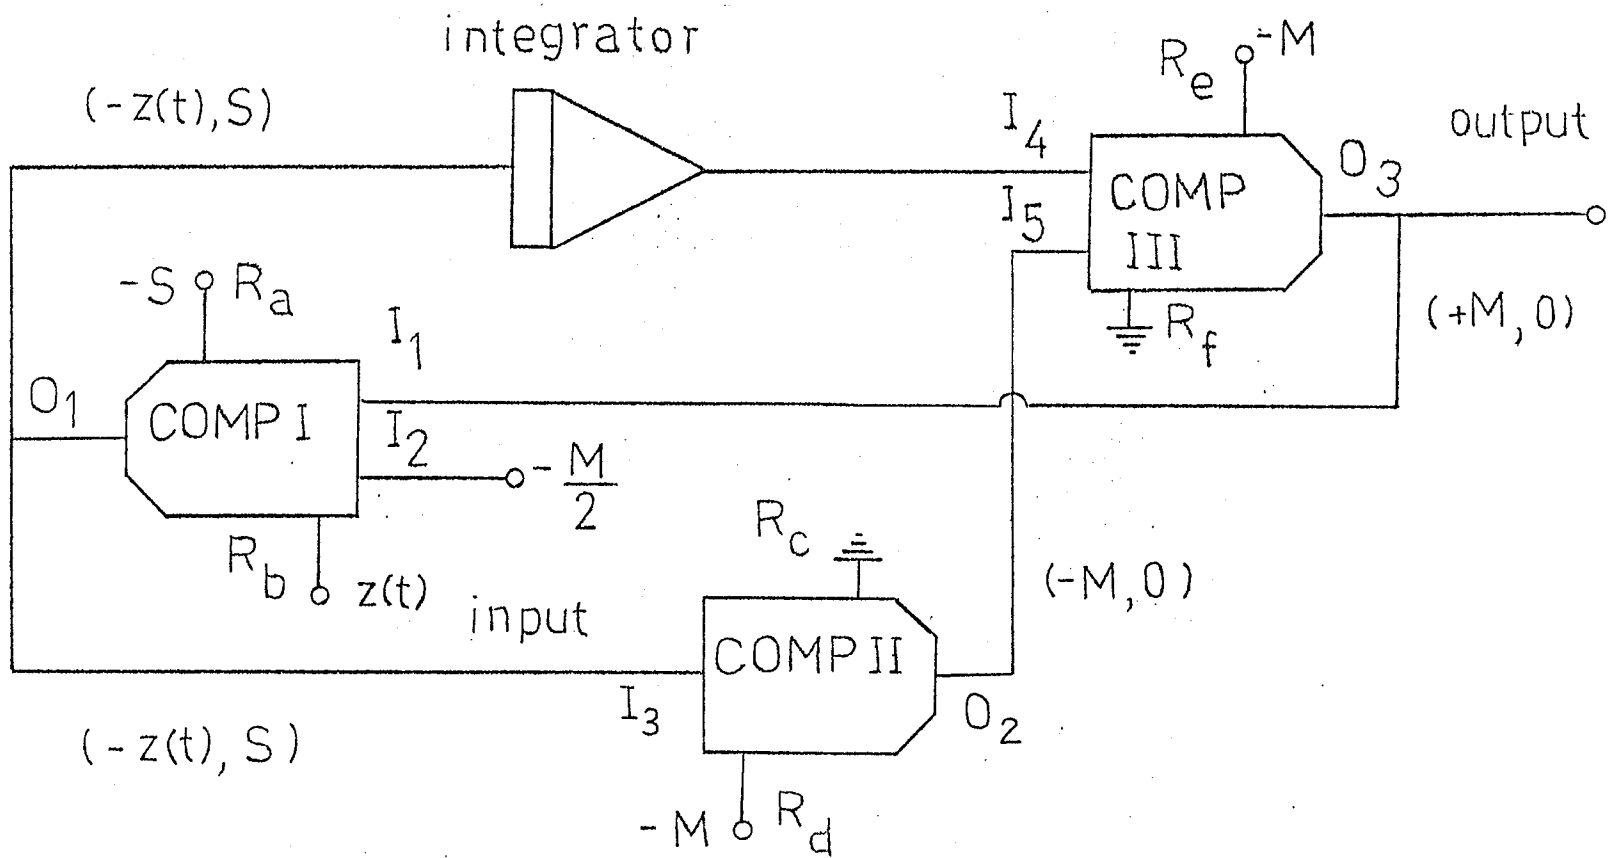 integrator
(-z(t), S)
R_e
-M
I_4
output
COMP
III
O_3
I_5
-S
R_a
R_f
(+M, 0)
I_1
O_1
COMP I
I_2
- M/2
R_b
z(t)
R_c
(-M, 0)
input
COMP II
I_3
O_2
(-z(t), S)
-M
R_d